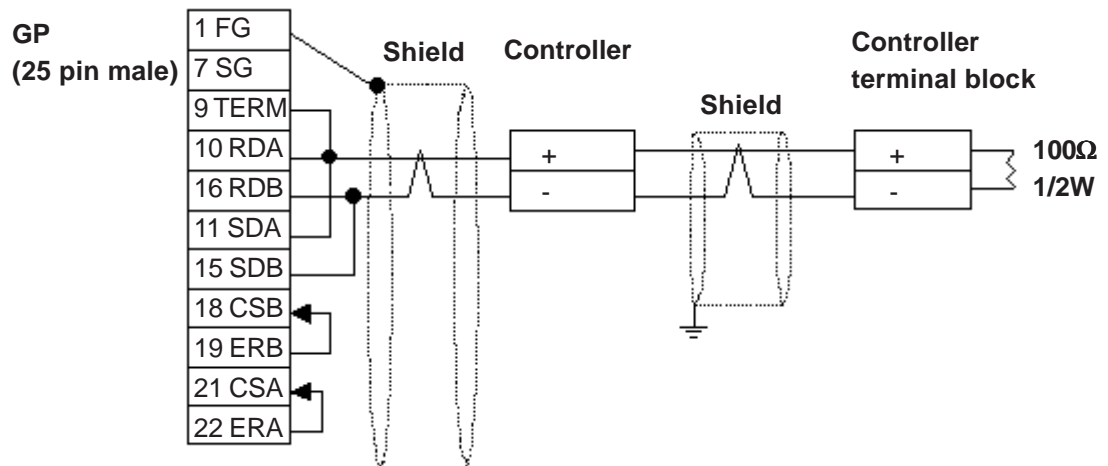 GP
(25 pin male)
1 FG
7 SG
9 TERM
10 RDA
16 RDB
11 SDA
15 SDB
18 CSB
19 ERB
21 CSA
22 ERA
Shield
Controller
+
-
Shield
Controller
terminal block
+
-
100Ω
1/2W